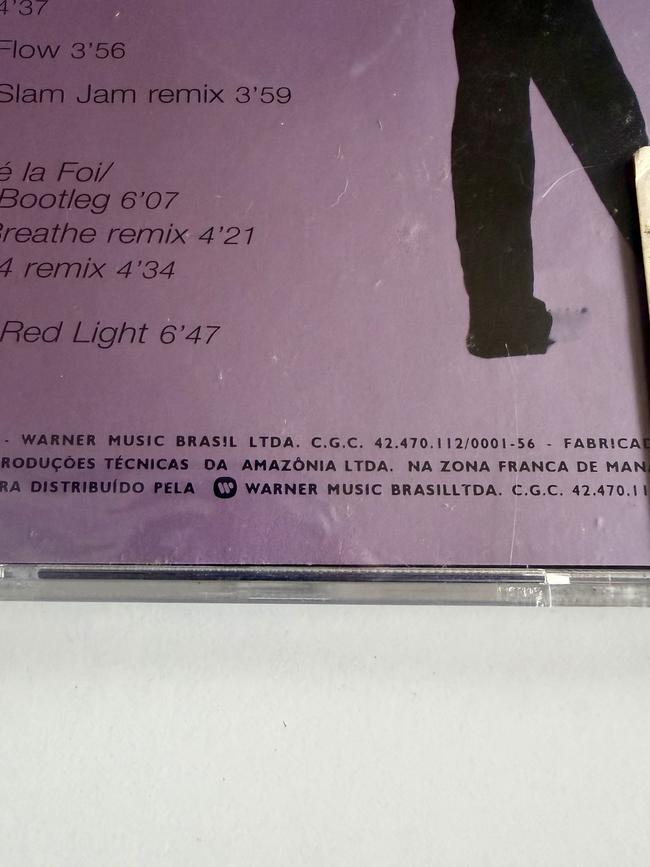 4'37
Flow 3'56
Slam Jam remix 3'59
é la Foi/
Bootleg 6'07
Breathe remix 4'21
4 remix 4'34
Red Light 6'47
- WARNER MUSIC BRASIL LTDA. C.G.C. 42.470.112/0001-56 - FABRICAD
RODUÇÕES TÉCNICAS DA AMAZÔNIA LTDA. NA ZONA FRANCA DE MAN
RA DISTRIBUÍDO PELA WARNER MUSIC BRASILLTDA. C.G.C. 42.470.11